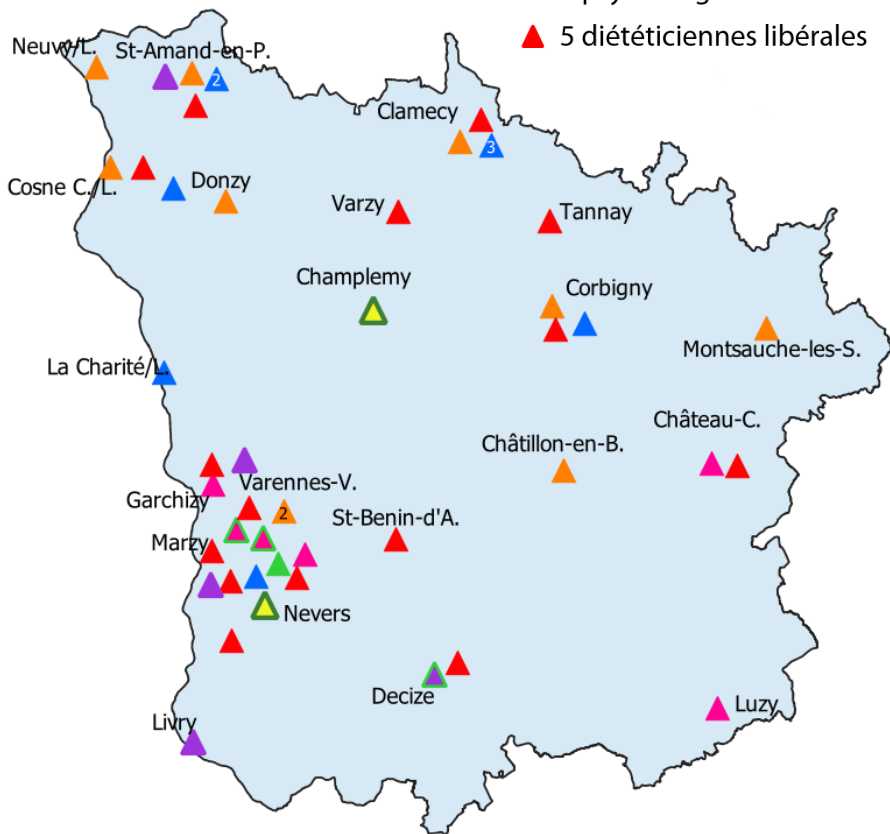 5 diététiciennes libérales
Neuvy/L.
St-Amand-en-P.
2
Clamecy
3
Cosne C./L.
Donzy
Varzy
Tannay
Champlemy
Corbigny
Montsauche-les-S.
La Charité/L.
Château-C.
Châtillon-en-B.
Varennes-V.
Garchizy
2
St-Benin-d'A.
Marzy
Nevers
Decize
Luzy
Livry